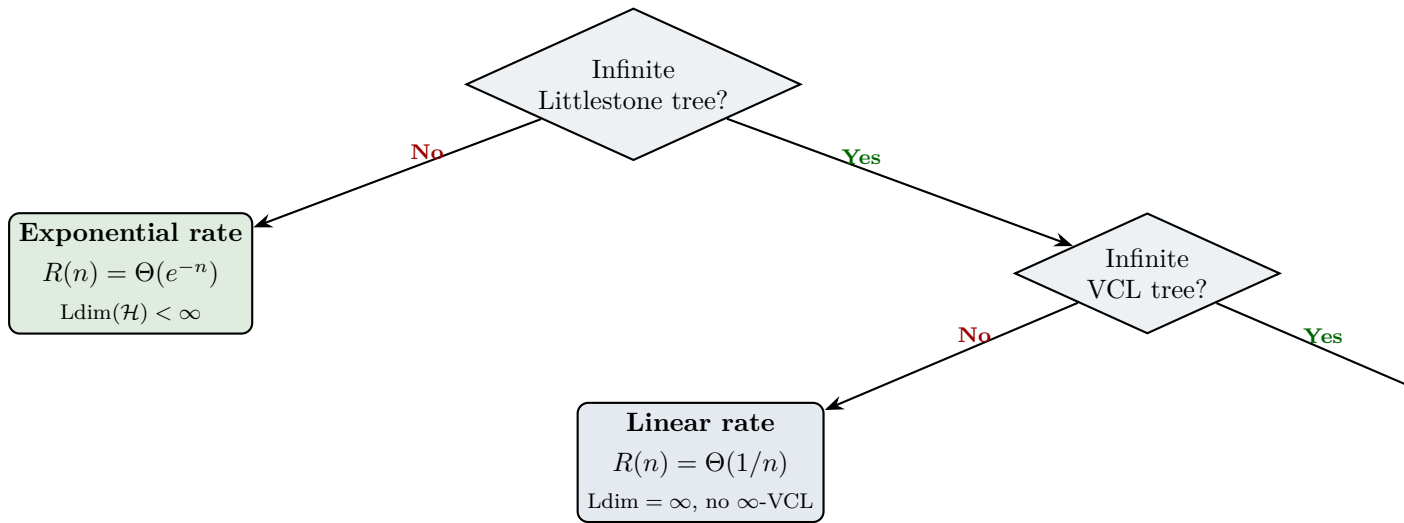 Infinite
Littlestone tree?
No
Yes
Exponential rate
R(n) = Θ(e⁻ⁿ)
Ldim(ℋ) < ∞
Infinite
VCL tree?
No
Yes
Linear rate
R(n) = Θ(1/n)
Ldim = ∞, no ∞-VCL